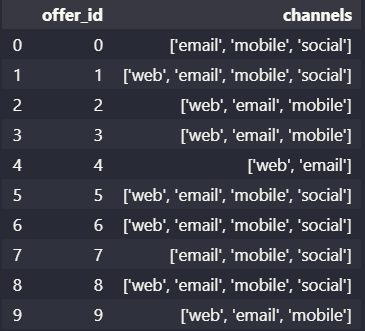 offer_id channels
0 0 ['email', 'mobile', 'social']
1 1 ['web', 'email', 'mobile', 'social']
2 2 ['web', 'email', 'mobile']
3 3 ['web', 'email', 'mobile']
4 4 ['web', 'email']
5 5 ['web', 'email', 'mobile', 'social']
6 6 ['web', 'email', 'mobile', 'social']
7 7 ['email', 'mobile', 'social']
8 8 ['web', 'email', 'mobile', 'social']
9 9 ['web', 'email', 'mobile']